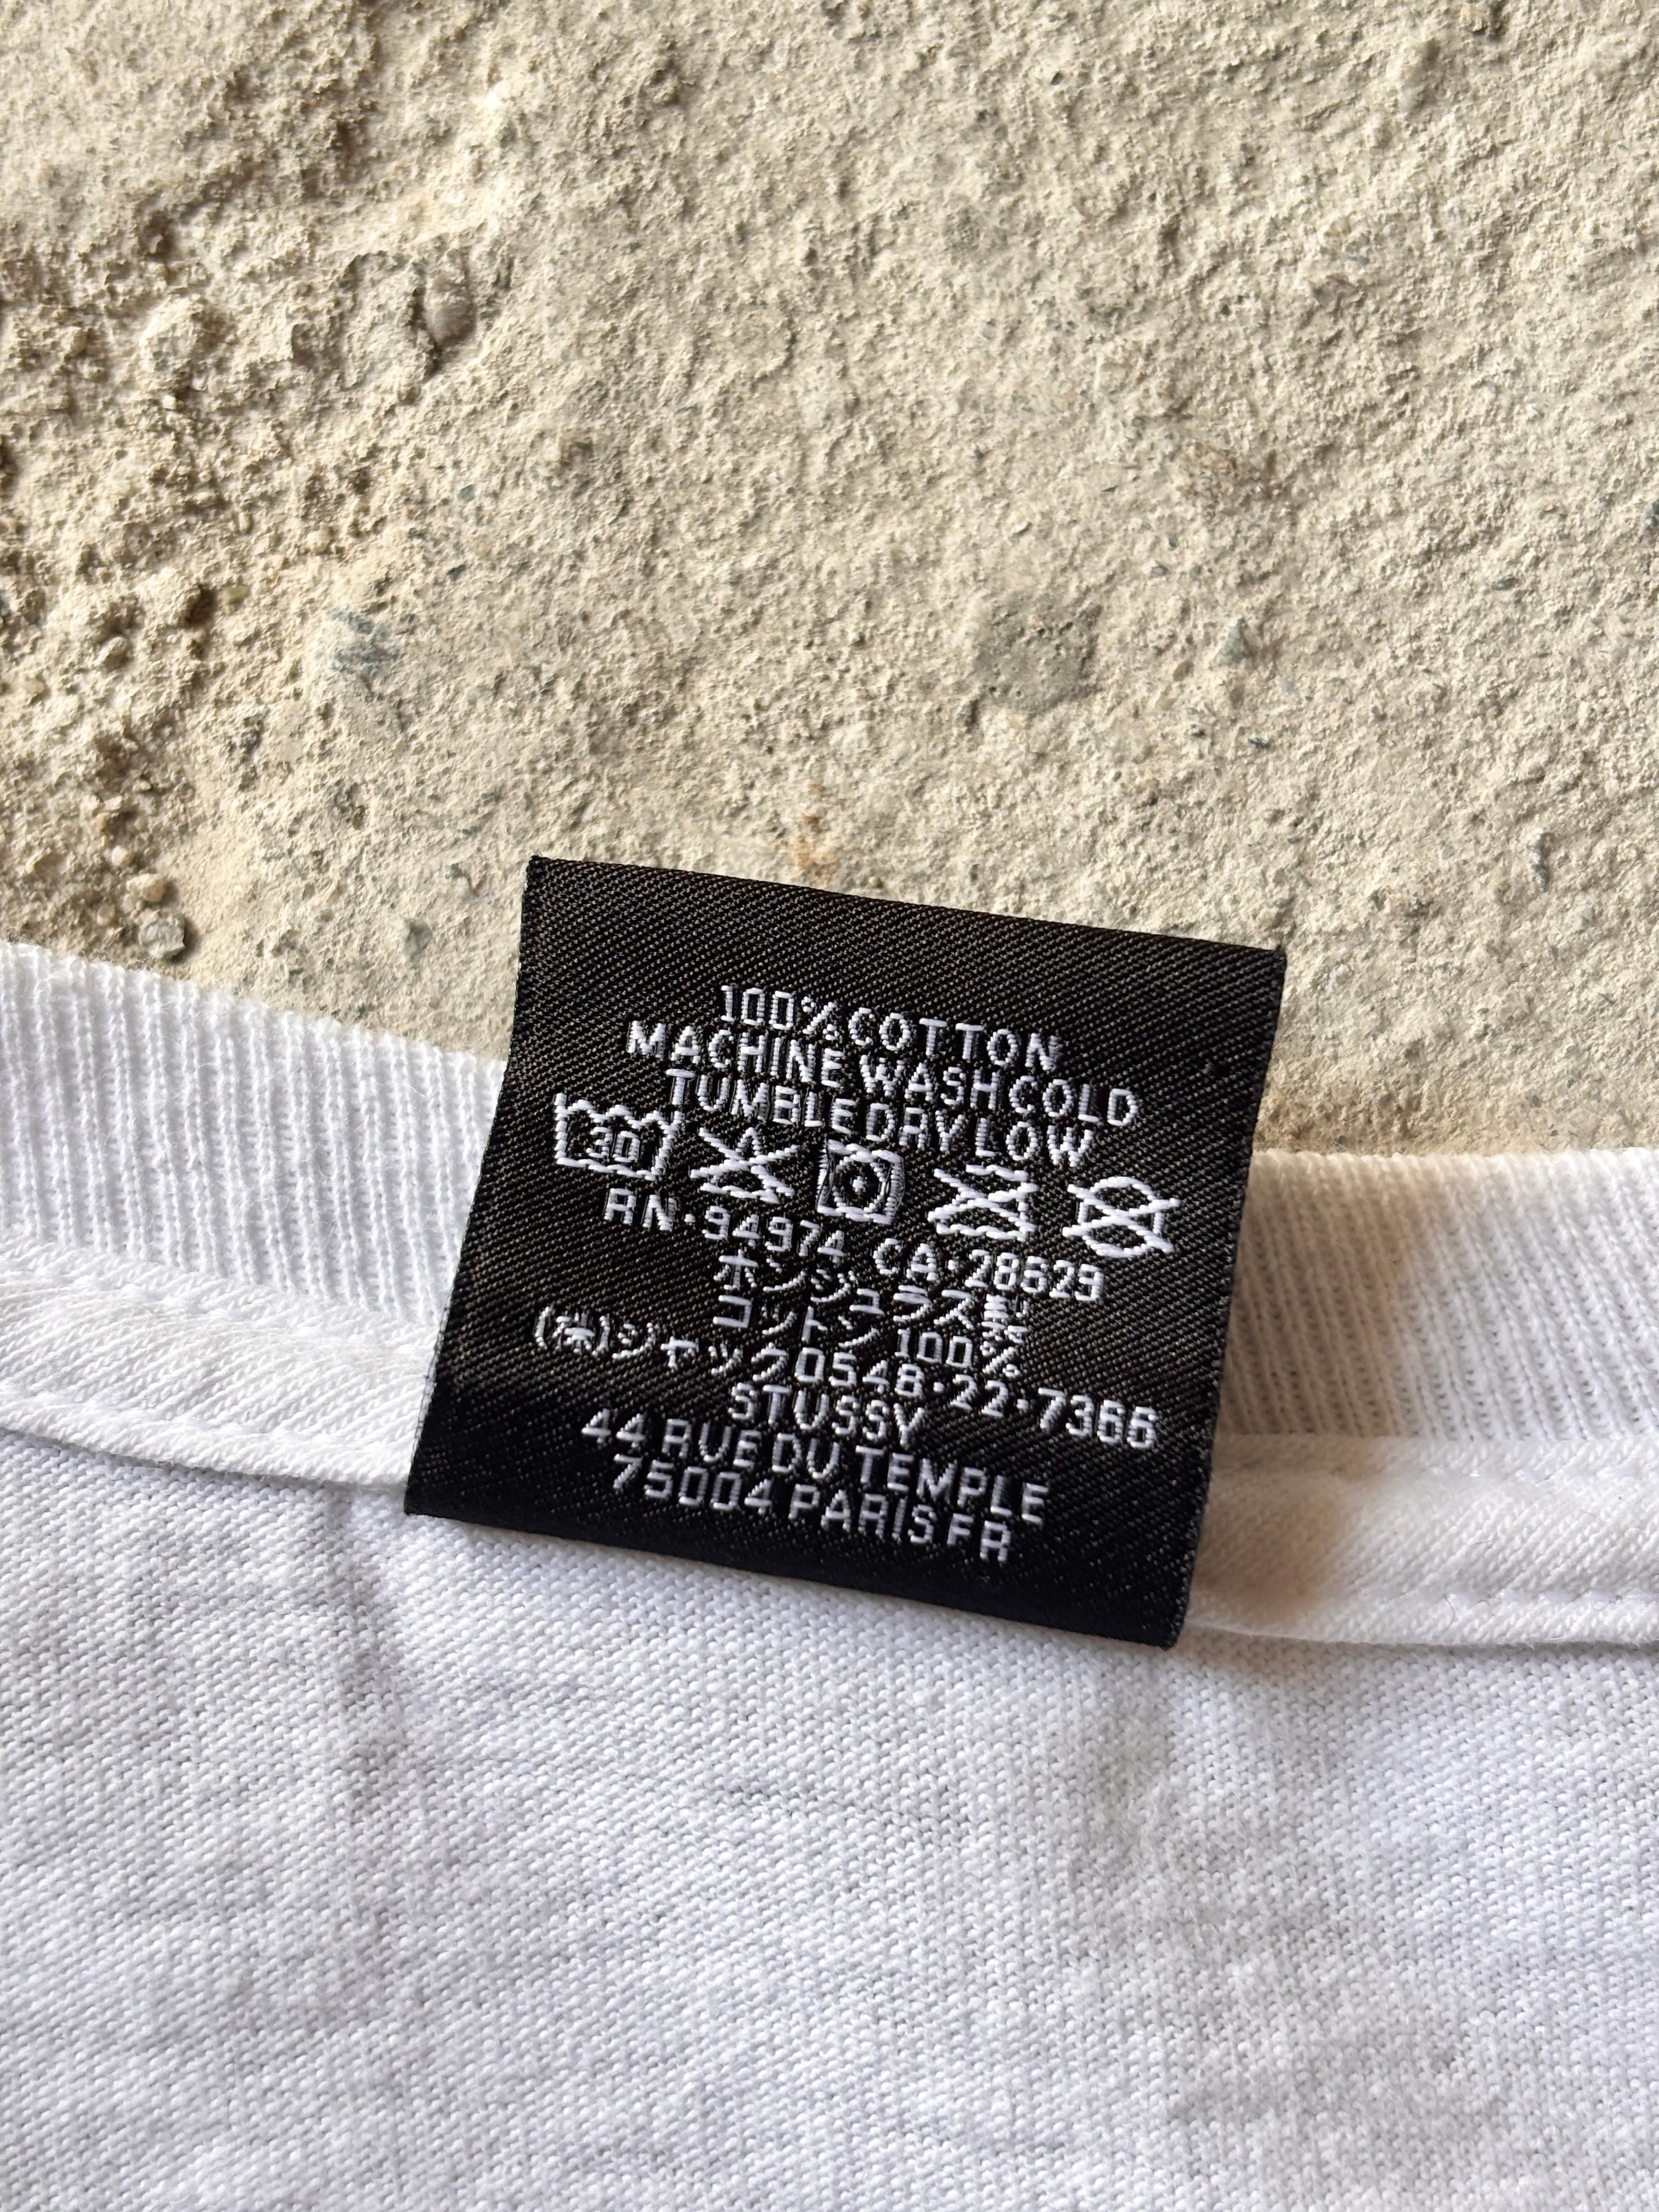 100% COTTON
MACHINE WASH COLD
TUMBLE DRY LOW
30
RN·94974 CA·28529
ホンジュラス製
コットン 100%
(株)ジャック0548·22·7366
STUSSY
44 RUE DU TEMPLE
75004 PARIS FR